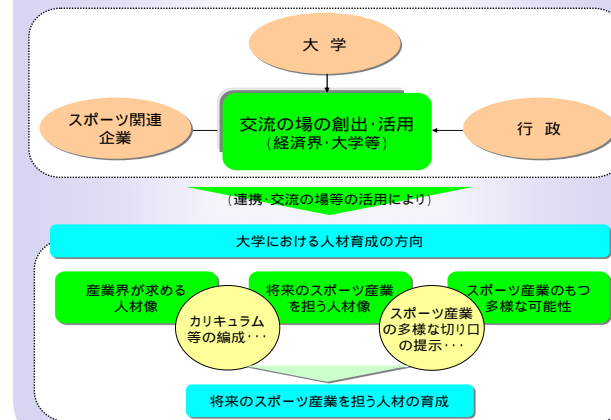 大 学
スポーツ関連
企業
交流の場の創出・活用
(経済界・大学等)
行 政
(連携・交流の場等の活用により)
大学における人材育成の方向
産業界が求める
人材像
将来のスポーツ産業
を担う人材像
スポーツ産業のもつ
多様な可能性
カリキュラム
等の編成・・・
スポーツ産業
の多様な切り口
の提示・・・
将来のスポーツ産業を担う人材の育成